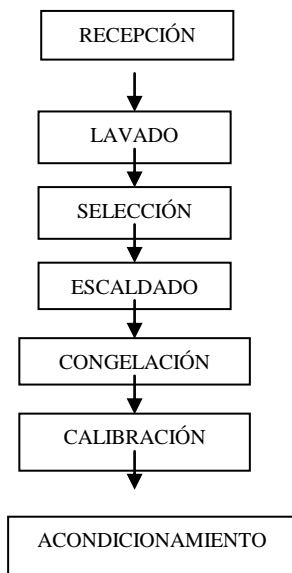 RECEPCIÓN
LAVADO
SELECCIÓN
ESCALDADO
CONGELACIÓN
CALIBRACIÓN
ACONDICIONAMIENTO